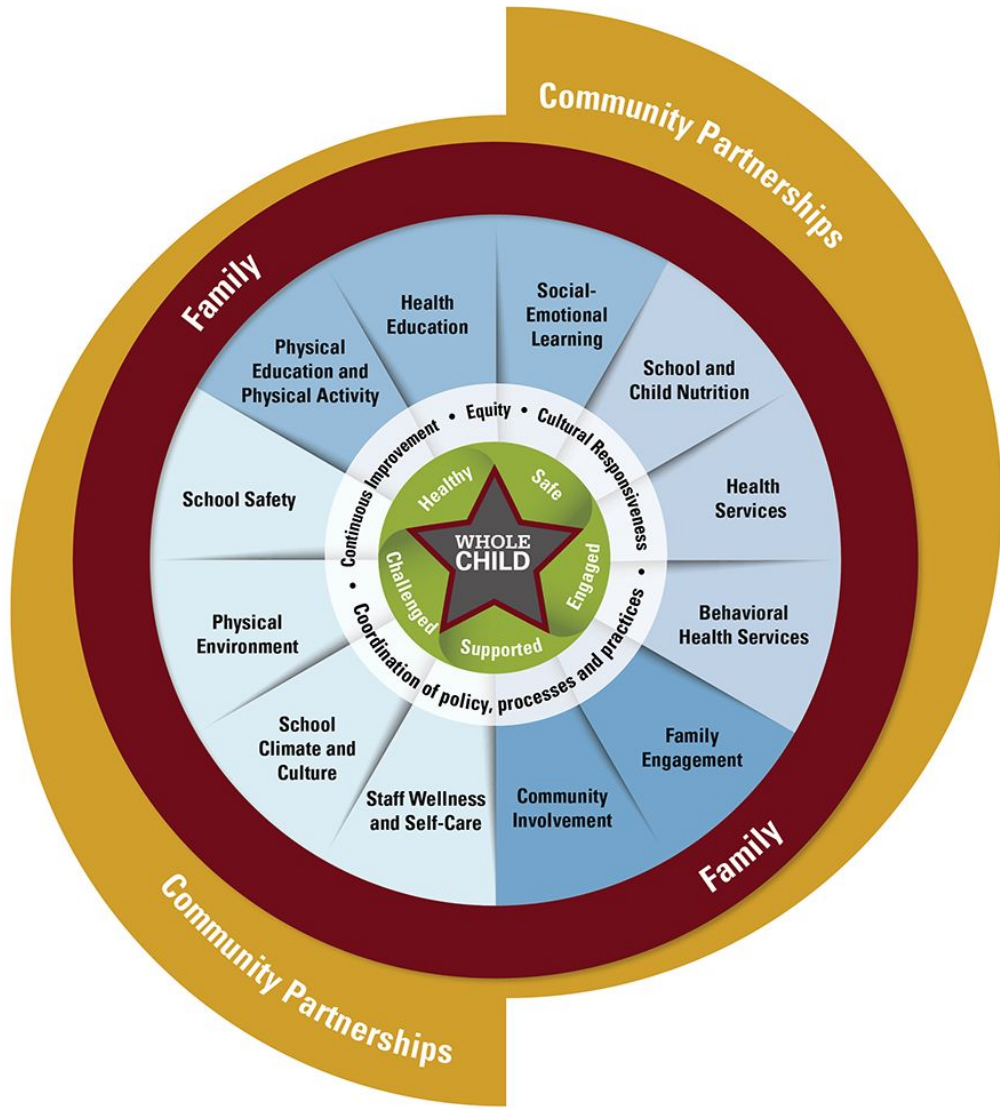 Community Partnerships
Family
Health
Education
Social-
Emotional
Learning
Physical
Education and
Physical Activity
School and
Child Nutrition
School Safety
Health
Services
Physical
Environment
Behavioral
Health Services
School
Climate and
Culture
Family
Engagement
Staff Wellness
and Self-Care
Community
Involvement
• Continuous Improvement • Equity • Cultural Responsiveness •
Coordination of policy, processes and practices
Healthy
Safe
Engaged
Supported
Challenged
WHOLE
CHILD
Family
Community Partnerships